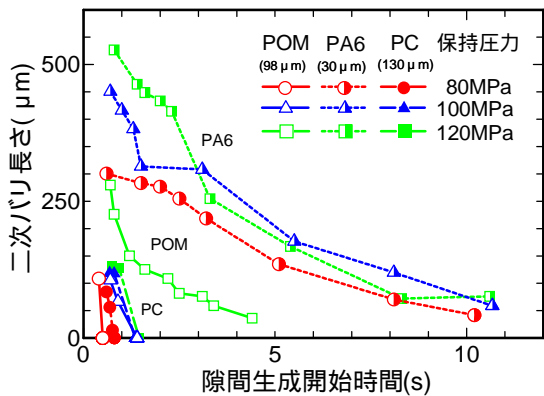 POM PA6 PC 保持圧力
(98 μm) (30 μm) (130 μm)
80MPa
100MPa
120MPa
500
250
0
二次バリ長さ( μm)
PA6
POM
PC
0 5 10
隙間生成開始時間(s)